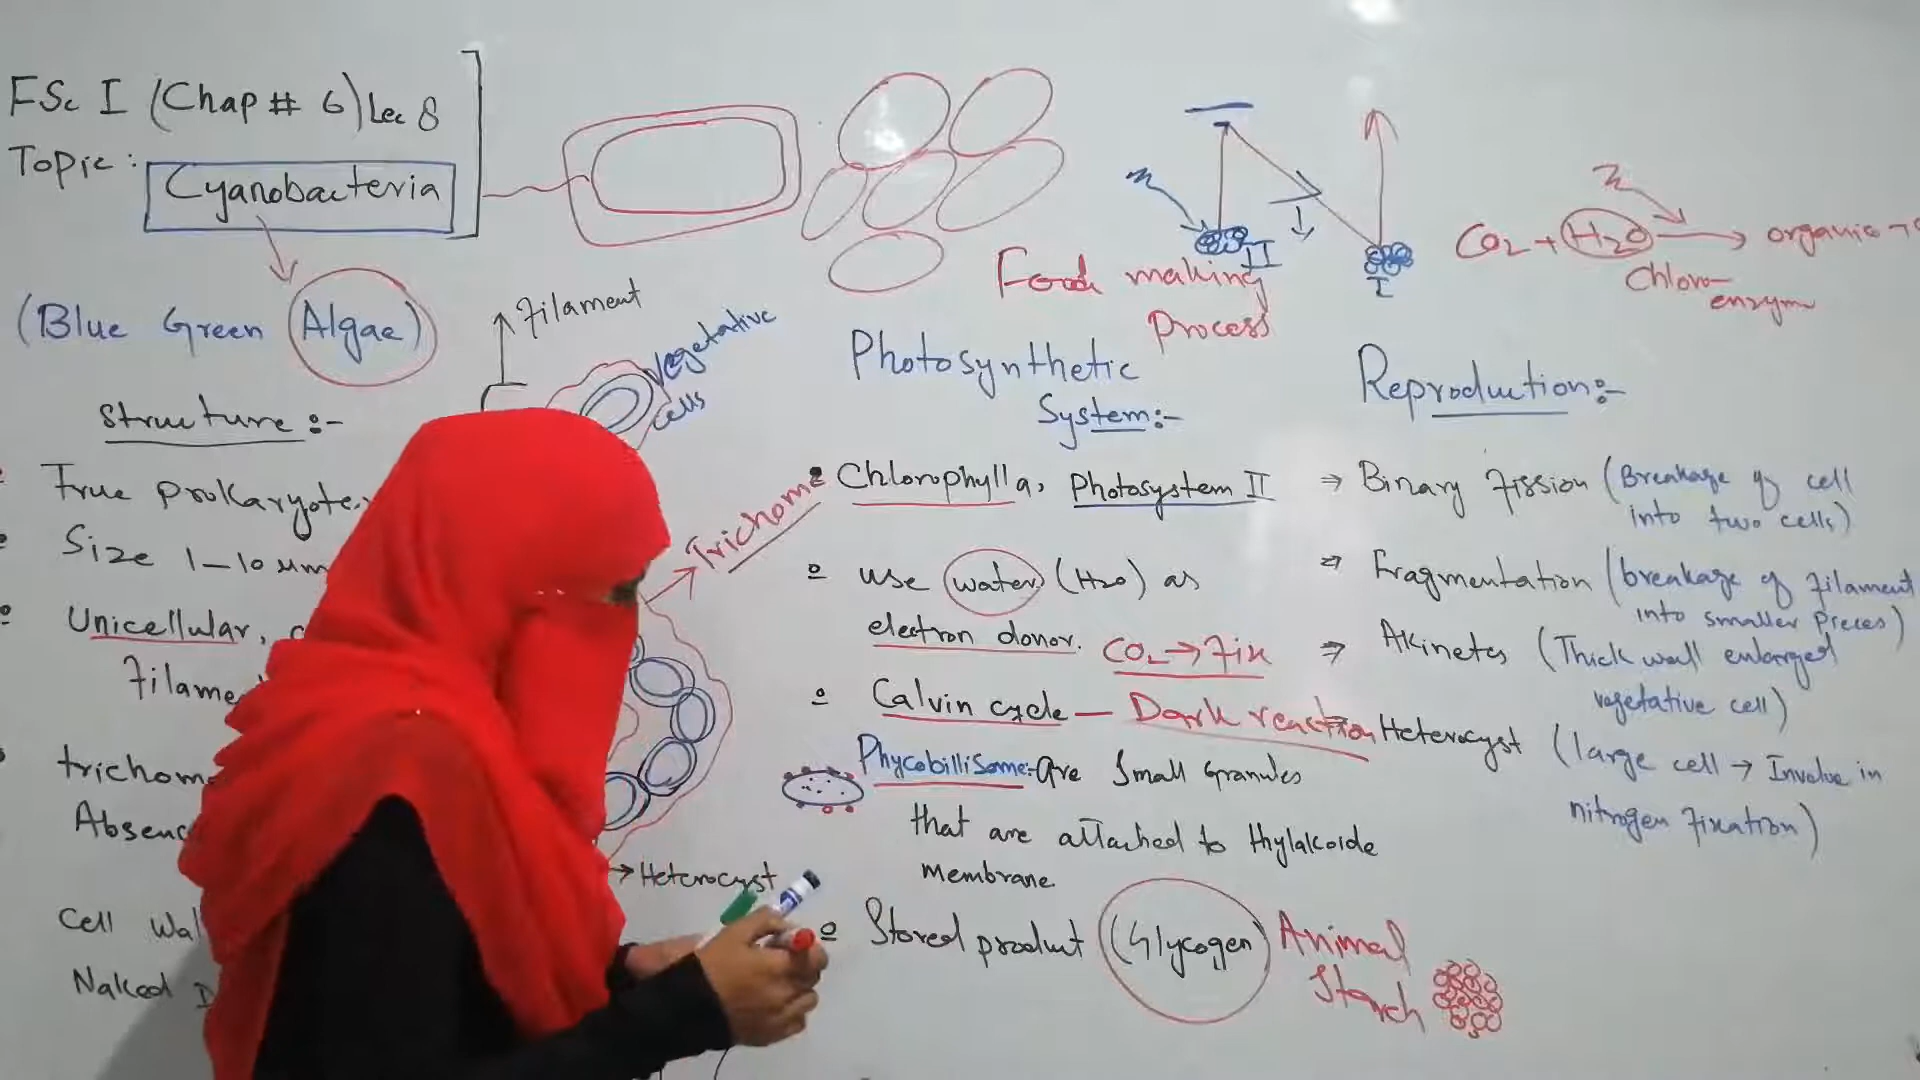 FSc I (Chap # 6) Lec 8
Topic:
Cyanobacteria
(Blue Green Algae)
Structure :-
True prokaryote
Size 1-10 μm
Unicellular,
trichome
Cell Wal
Naked D
Filament
Vegetative
cells
Trichome
→ Heterocyst
Food making
Process
II
I
CO2 + H2O → organic
Chloro-
enzym
Photosynthetic
System:-
Chlorophyll a, Photosystem II
use water (H2O) as
electron donor. CO2 → Fix
Calvin cycle — Dark reaction
Phycobillisome:- are Small Granules
that are attached to thylakoide
membrane
Stored product (Glycogen) Animal
Starch
Reproduction:-
⇒ Binary Fission (Breakage of cell
into two cells)
⇒ Fragmentation (breakage of filament
into smaller pieces)
⇒ Akinetes (Thick wall enlarged
vegetative cell)
Heterocyst (large cell → Involve in
nitrogen fixation)